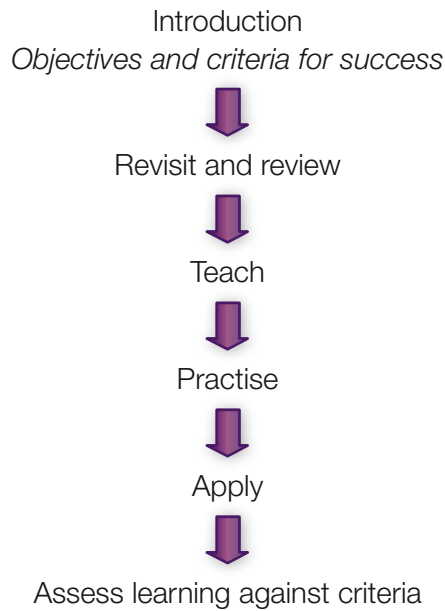 Introduction
Objectives and criteria for success
Revisit and review
Teach
Practise
Apply
Assess learning against criteria